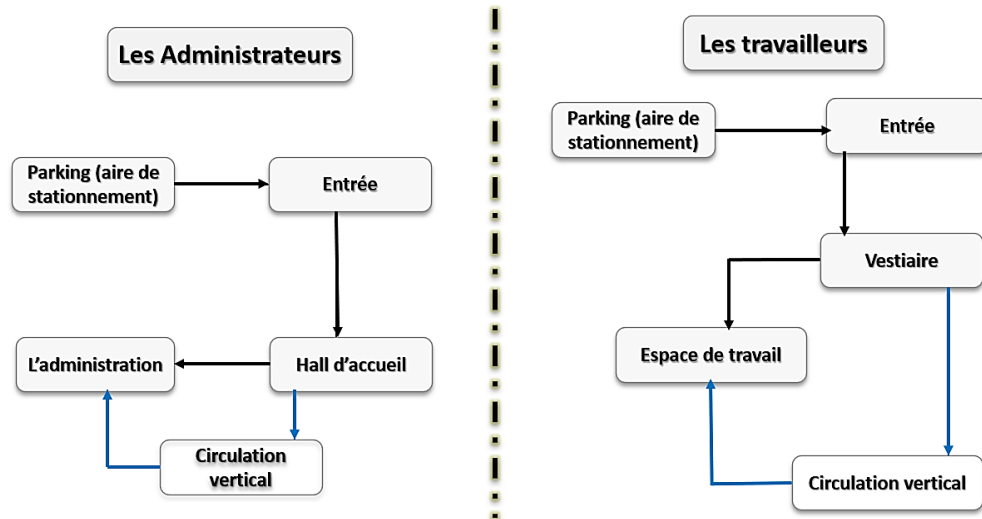 Les Administrateurs
Parking (aire de
stationnement)
Entrée
L'administration
Hall d'accueil
Circulation
vertical
Les travailleurs
Parking (aire de
stationnement)
Entrée
Vestiaire
Espace de travail
Circulation vertical